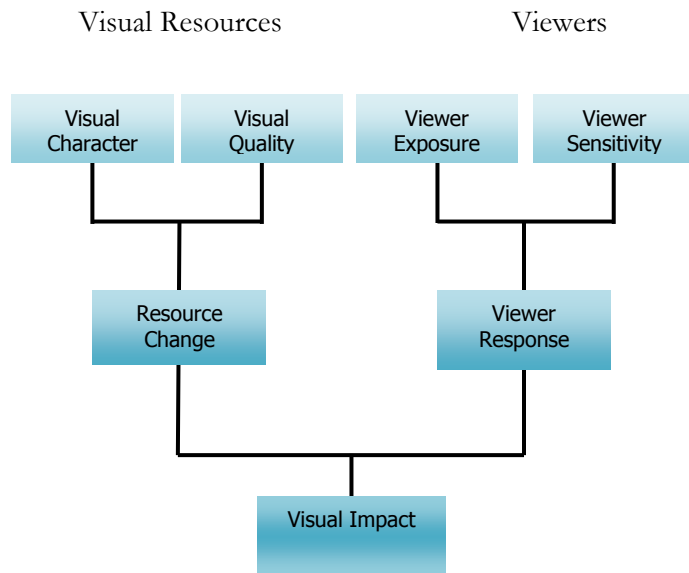 Visual Resources
Viewers
Visual
Character
Visual
Quality
Viewer
Exposure
Viewer
Sensitivity
Resource
Change
Viewer
Response
Visual Impact